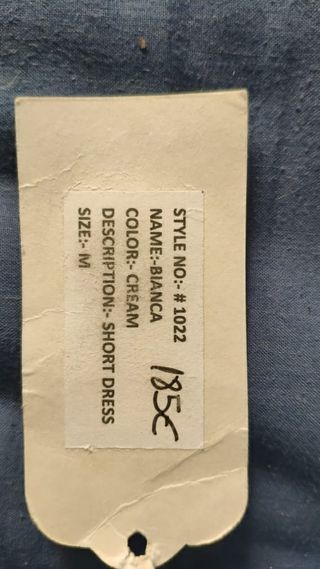 STYLE NO:- # 1022
NAME:-BIANCA
185€
COLOR:- CREAM
DESCRIPTION:- SHORT DRESS
SIZE:- M